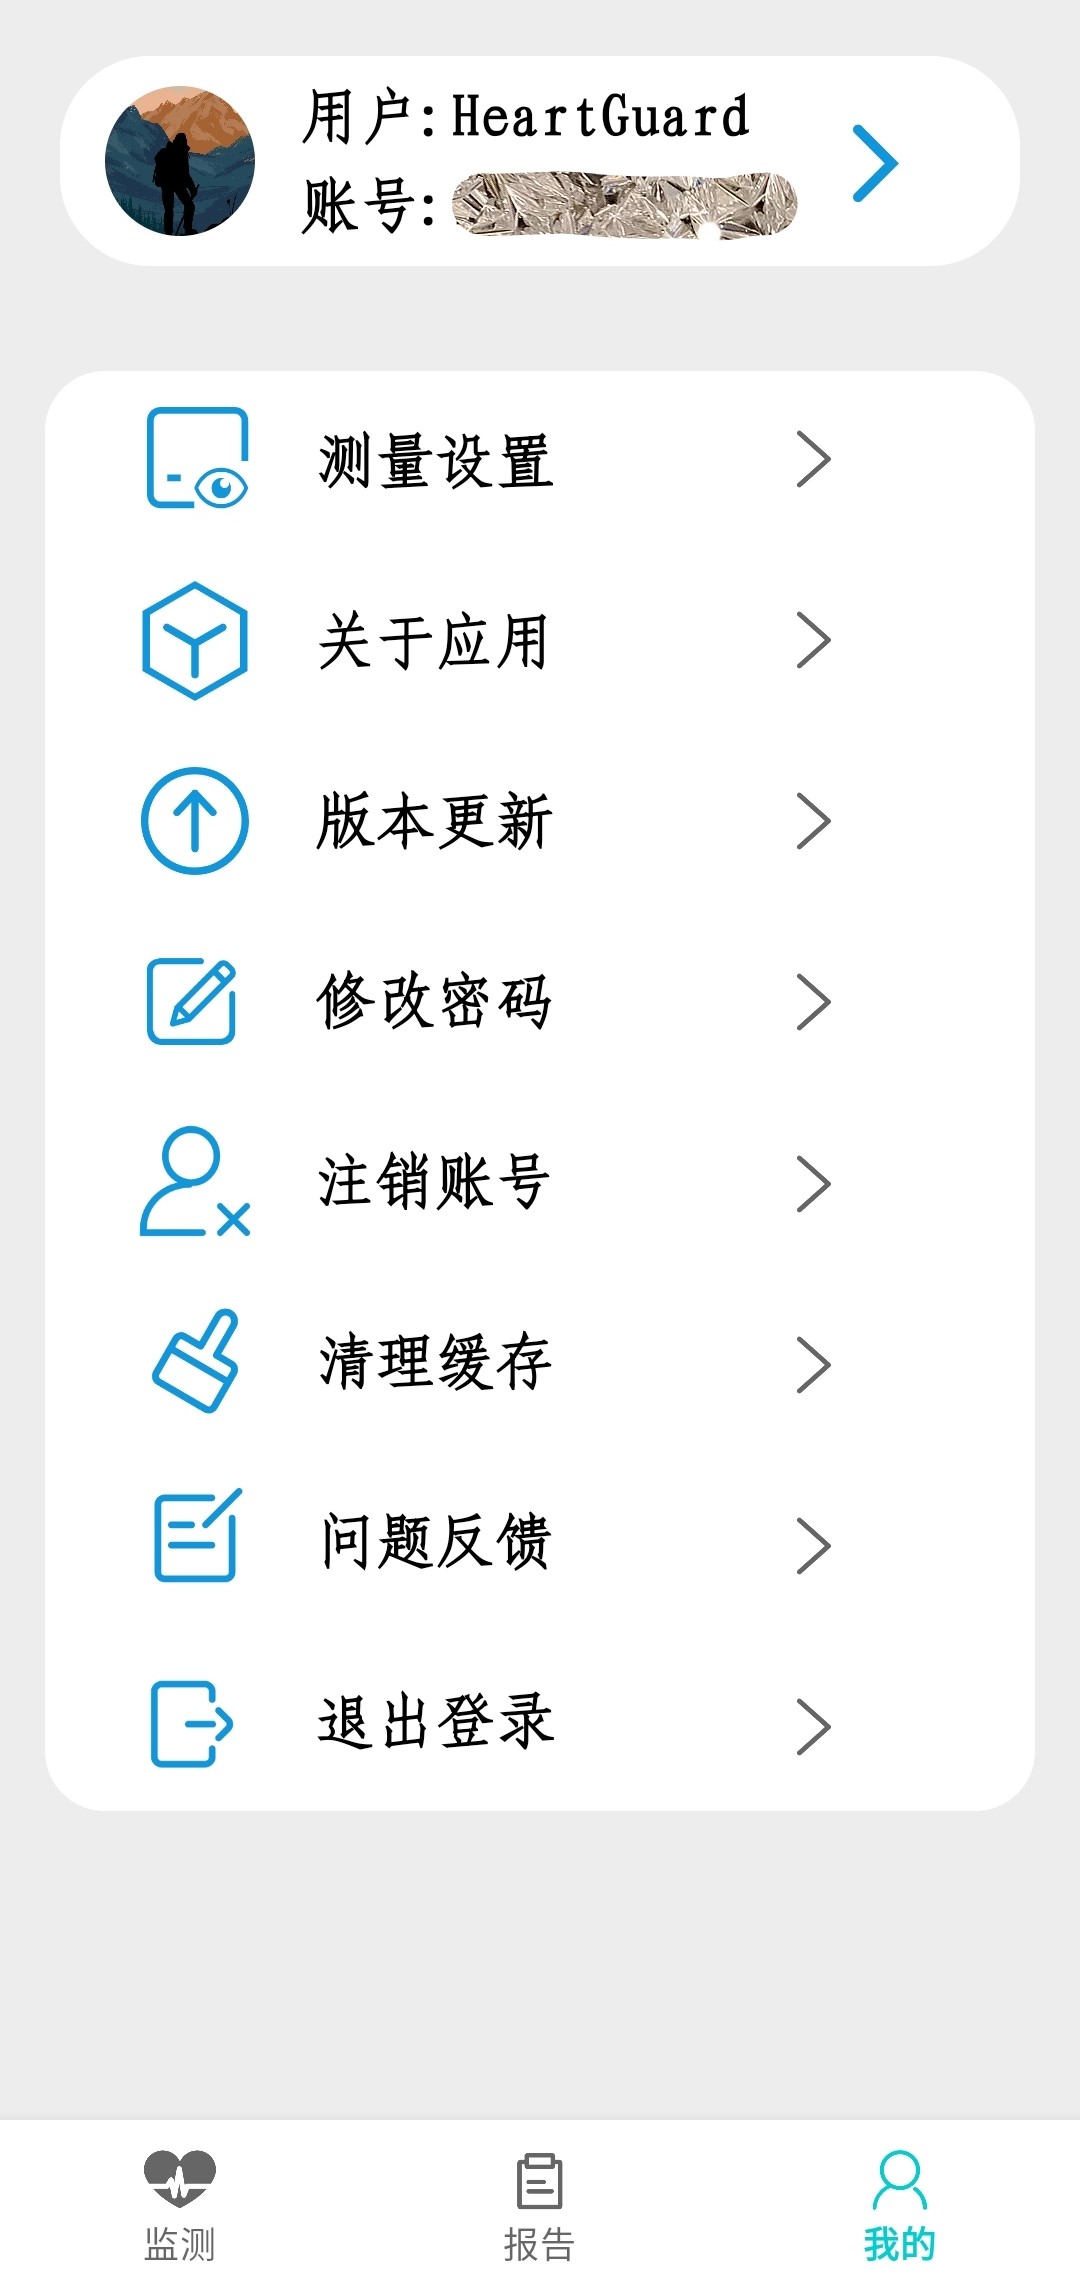 用户:HeartGuard
账号:
测量设置
关于应用
版本更新
修改密码
注销账号
清理缓存
问题反馈
退出登录
监测 报告 我的